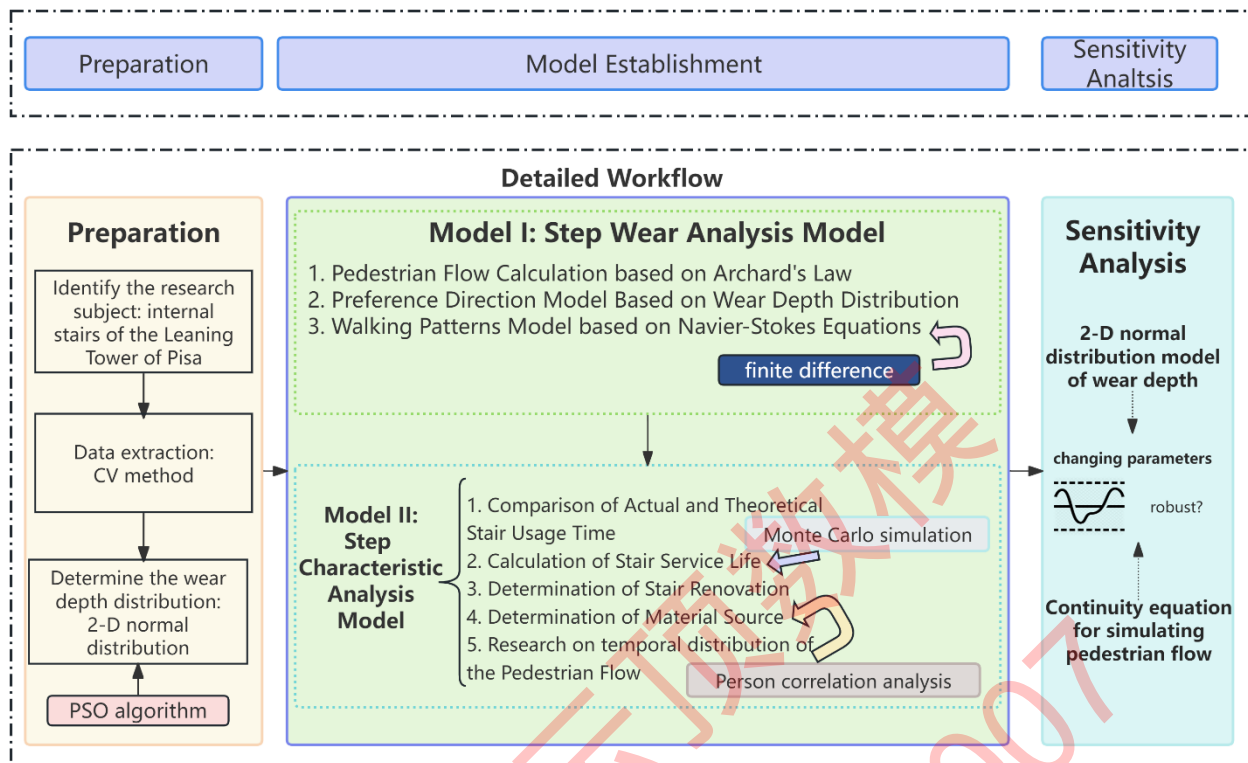 Preparation
Model Establishment
Sensitivity
Analtsis
Detailed Workflow
Preparation
Identify the research
subject: internal
stairs of the Leaning
Tower of Pisa
Data extraction:
CV method
Determine the wear
depth distribution:
2-D normal
distribution
PSO algorithm
Model I: Step Wear Analysis Model
1. Pedestrian Flow Calculation based on Archard's Law
2. Preference Direction Model Based on Wear Depth Distribution
3. Walking Patterns Model based on Navier-Stokes Equations
finite difference
Model II:
Step
Characteristic
Analysis
Model
1. Comparison of Actual and Theoretical
Stair Usage Time
Monte Carlo simulation
2. Calculation of Stair Service Life
3. Determination of Stair Renovation
4. Determination of Material Source
5. Research on temporal distribution of
the Pedestrian Flow
Person correlation analysis
Sensitivity
Analysis
2-D normal
distribution model
of wear depth
changing parameters
robust?
Continuity equation
for simulating
pedestrian flow
顶数模
007